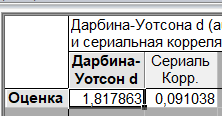 Дарбина-Уотсона d (а
и сериальная корреля
Дарбина- Сериаль
Уотсон d Корр.
Оценка 1,817863 0,091038